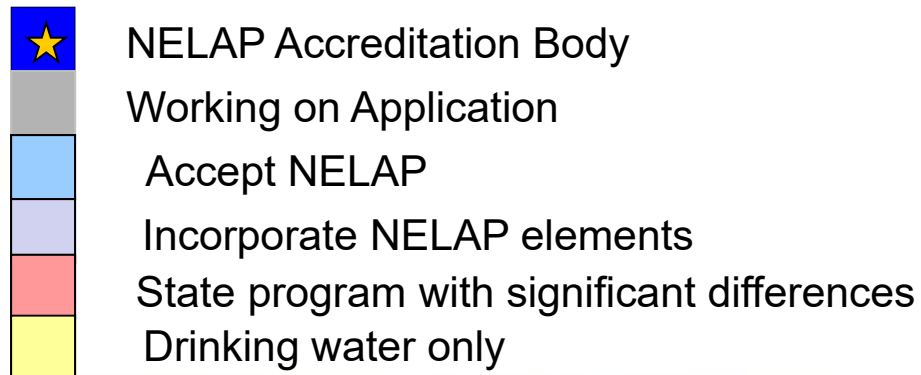 NELAP Accreditation Body
Working on Application
Accept NELAP
Incorporate NELAP elements
State program with significant differences
Drinking water only